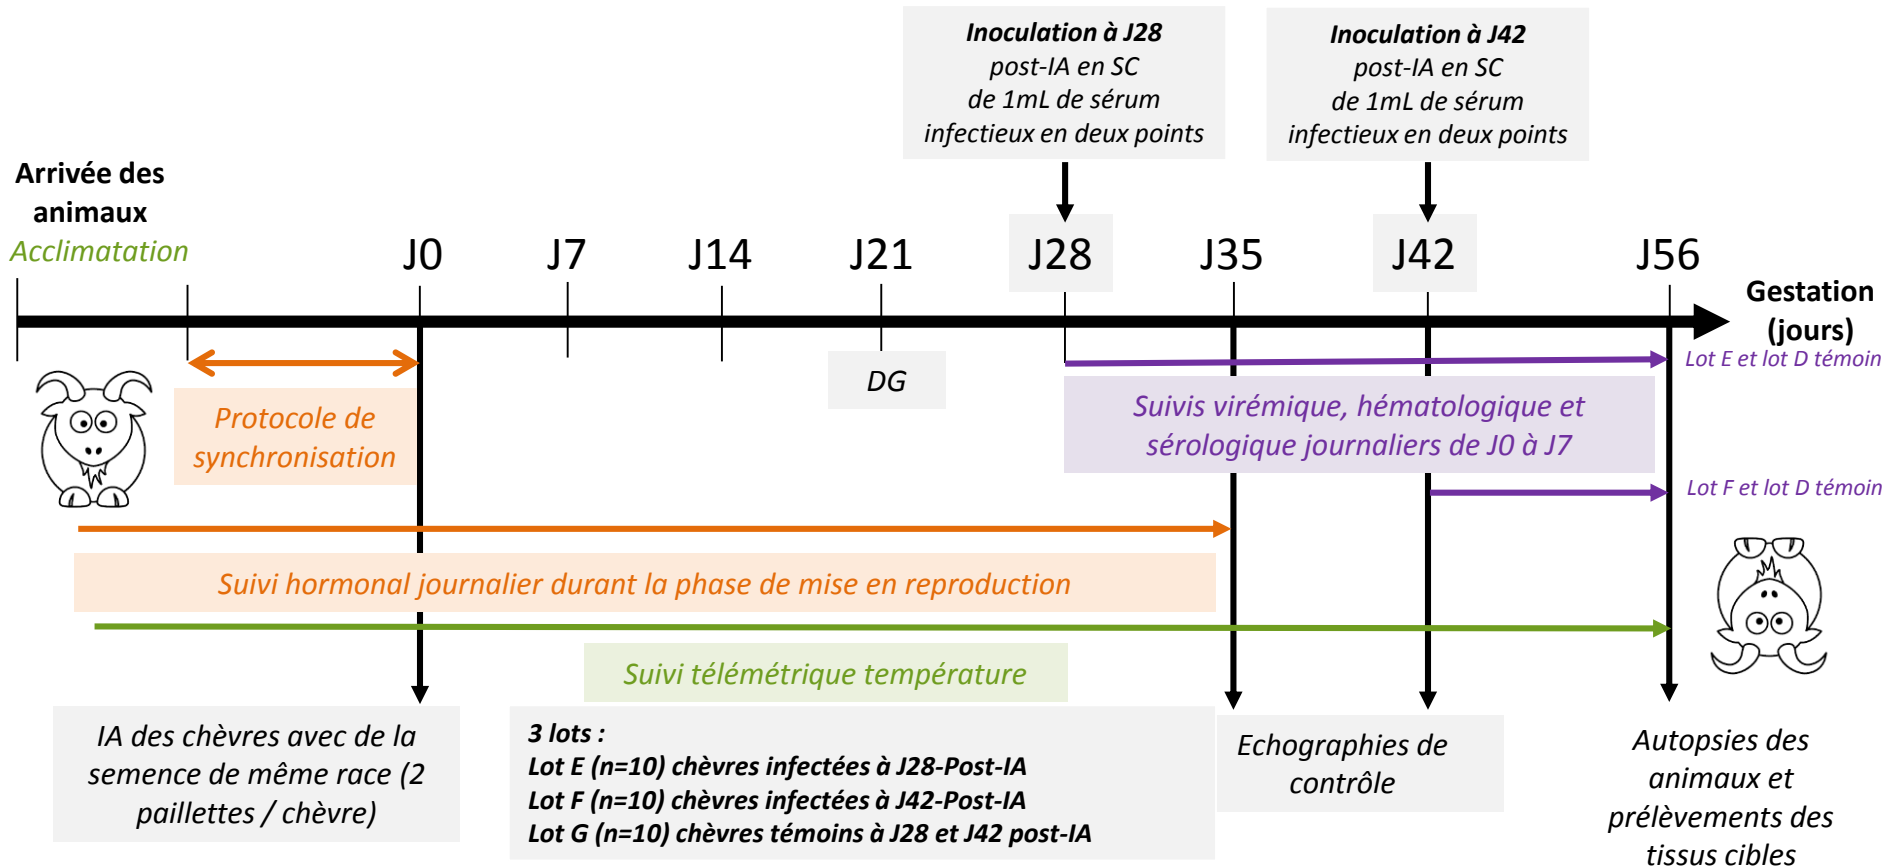 Inoculation à J28
post-IA en SC
de 1mL de sérum
infectieux en deux points
Inoculation à J42
post-IA en SC
de 1mL de sérum
infectieux en deux points
Arrivée des
animaux
Acclimatation
J0
J7
J14
J21
J28
J35
J42
J56
Gestation
(jours)
DG
Lot E et lot D témoin
Protocole de
synchronisation
Suivis virémique, hématologique et
sérologique journaliers de J0 à J7
Lot F et lot D témoin
Suivi hormonal journalier durant la phase de mise en reproduction
Suivi télémétrique température
IA des chèvres avec de la
semence de même race (2
paillettes / chèvre)
3 lots :
Lot E (n=10) chèvres infectées à J28-Post-IA
Lot F (n=10) chèvres infectées à J42-Post-IA
Lot G (n=10) chèvres témoins à J28 et J42 post-IA
Echographies de
contrôle
Autopsies des
animaux et
prélèvements des
tissus cibles